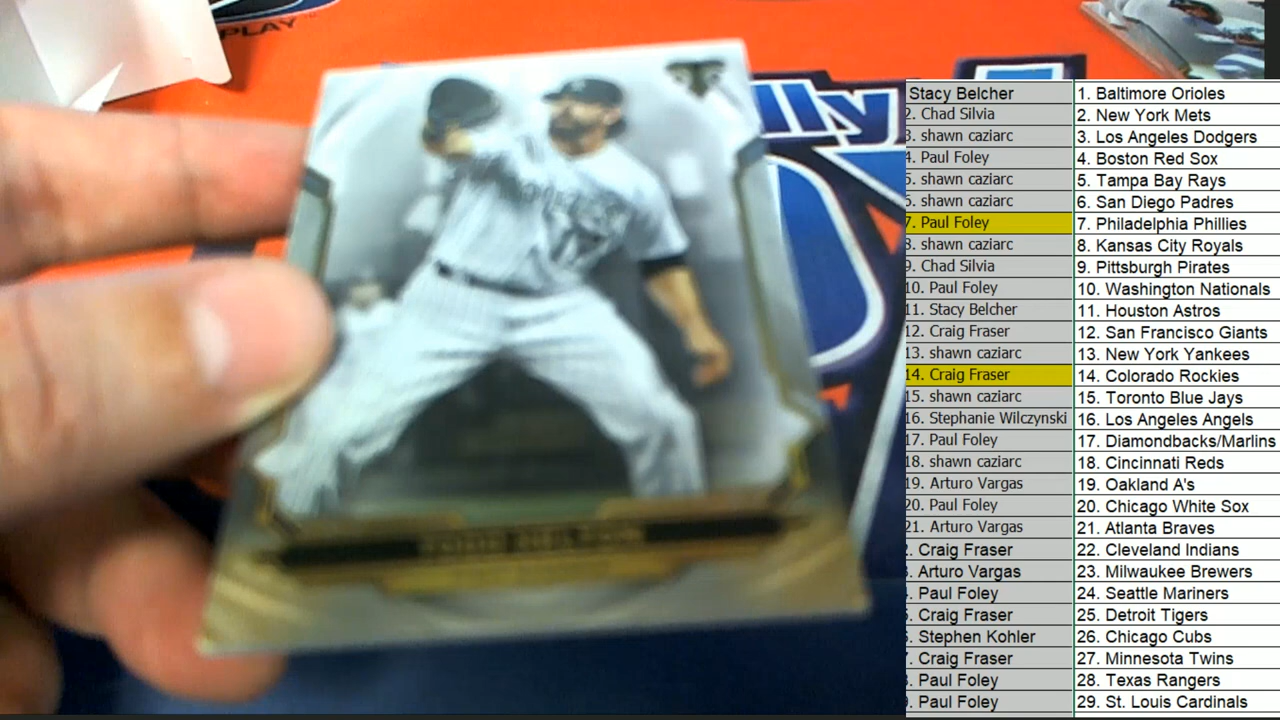 PLAY
lly
17
Stacy Belcher 1. Baltimore Orioles
2. Chad Silvia 2. New York Mets
3. shawn caziarc 3. Los Angeles Dodgers
4. Paul Foley 4. Boston Red Sox
5. shawn caziarc 5. Tampa Bay Rays
6. shawn caziarc 6. San Diego Padres
7. Paul Foley 7. Philadelphia Phillies
8. shawn caziarc 8. Kansas City Royals
9. Chad Silvia 9. Pittsburgh Pirates
10. Paul Foley 10. Washington Nationals
11. Stacy Belcher 11. Houston Astros
12. Craig Fraser 12. San Francisco Giants
13. shawn caziarc 13. New York Yankees
14. Craig Fraser 14. Colorado Rockies
15. shawn caziarc 15. Toronto Blue Jays
16. Stephanie Wilczynski 16. Los Angeles Angels
17. Paul Foley 17. Diamondbacks/Marlins
18. shawn caziarc 18. Cincinnati Reds
19. Arturo Vargas 19. Oakland A's
20. Paul Foley 20. Chicago White Sox
21. Arturo Vargas 21. Atlanta Braves
. Craig Fraser 22. Cleveland Indians
. Arturo Vargas 23. Milwaukee Brewers
. Paul Foley 24. Seattle Mariners
. Craig Fraser 25. Detroit Tigers
. Stephen Kohler 26. Chicago Cubs
. Craig Fraser 27. Minnesota Twins
. Paul Foley 28. Texas Rangers
. Paul Foley 29. St. Louis Cardinals